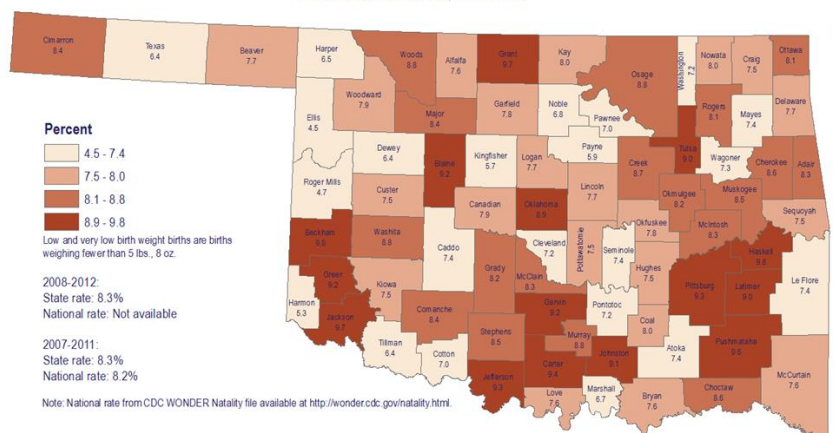 Cimarron
8.4
Texas
6.4
Beaver
7.7
Harper
6.5
Woods
8.8
Alfalfa
7.6
Grant
9.7
Kay
8.0
Osage
8.8
Washington
7.2
Nowata
8.0
Craig
7.5
Ottawa
8.1
Ellis
4.5
Woodward
7.9
Major
8.4
Garfield
7.8
Noble
6.8
Pawnee
7.0
Rogers
8.1
Mayes
7.4
Delaware
7.7
Percent
4.5 - 7.4
7.5 - 8.0
8.1 - 8.8
8.9 - 9.8
Dewey
6.4
Blaine
9.2
Kingfisher
Logan
7.7
Payne
5.9
Creek
8.7
Tulsa
9.0
Wagoner
7.3
Cherokee
8.6
Adair
8.3
Roger Mills
4.7
Custer
7.5
Canadian
7.9
Oklahoma
8.9
Lincoln
7.7
Okmulgee
8.2
Muskogee
8.5
Sequoyah
7.5
Beckham
Washita
8.8
Caddo
7.4
Cleveland
7.2
Pottawatomie
7.5
Seminole
7.4
Okfuskee
7.8
McIntosh
8.3
Haskell
Low and very low birth weight births are births
weighing fewer than 5 lbs., 8 oz.
2008-2012:
State rate: 8.3%
National rate: Not available
2007-2011:
State rate: 8.3%
National rate: 8.2%
Greer
9.2
Kiowa
7.5
Grady
8.2
McClain
8.3
Hughes
7.5
Pittsburg
Latimer
9.0
Le Flore
7.4
Harmon
5.3
Jackson
9.7
Comanche
8.4
Garvin
9.2
Pontotoc
7.2
Coal
8.0
Tillman
6.4
Cotton
7.0
Stephens
8.5
Murray
8.8
Johnston
9.1
Atoka
7.4
Pushmataha
9.6
McCurtain
7.6
Jefferson
9.3
Carter
9.4
Love
7.6
Marshall
6.7
Bryan
7.6
Choctaw
8.6
Note: National rate from CDC WONDER Natality file available at http://wonder.cdc.gov/natality.html.